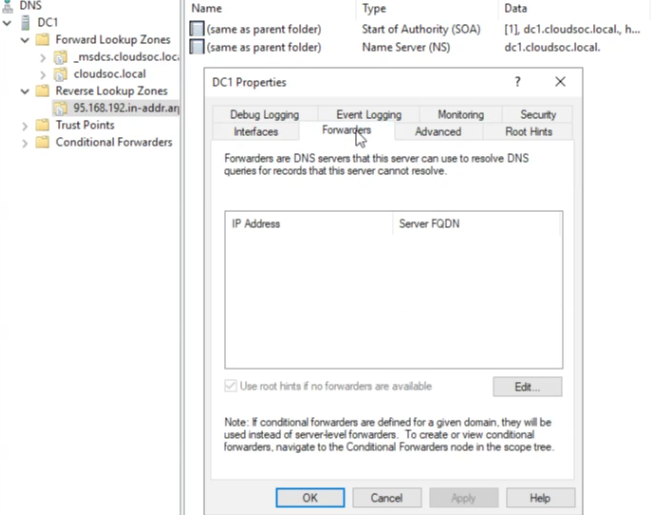 DNS
DC1
Forward Lookup Zones
_msdcs.cloudsoc.loc
cloudsoc.local
Reverse Lookup Zones
95.168.192.in-addr.arp
Trust Points
Conditional Forwarders
Name Type Data
(same as parent folder) Start of Authority (SOA) [1], dc1.cloudsoc.local., h...
(same as parent folder) Name Server (NS) dc1.cloudsoc.local.
DC1 Properties ?
Debug Logging Event Logging Monitoring Security
Interfaces Forwarders Advanced Root Hints
Forwarders are DNS servers that this server can use to resolve DNS
queries for records that this server cannot resolve.
IP Address Server FQDN
Use root hints if no forwarders are available Edit...
Note: If conditional forwarders are defined for a given domain, they will be
used instead of server-level forwarders. To create or view conditional
forwarders, navigate to the Conditional Forwarders node in the scope tree.
OK Cancel Apply Help